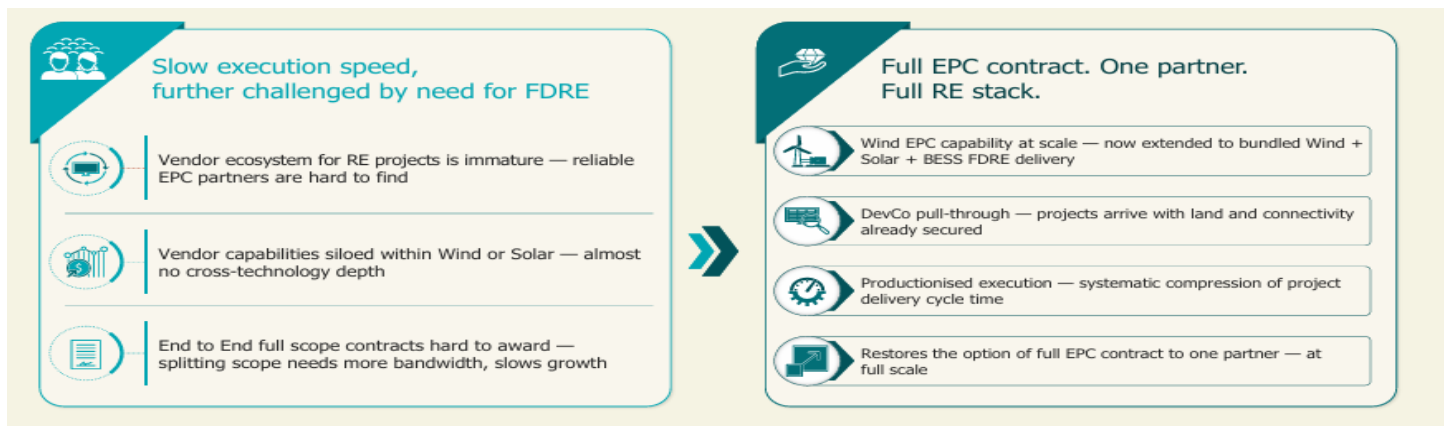 Slow execution speed,
further challenged by need for FDRE
Vendor ecosystem for RE projects is immature — reliable
EPC partners are hard to find
Vendor capabilities siloed within Wind or Solar — almost
no cross-technology depth
End to End full scope contracts hard to award —
splitting scope needs more bandwidth, slows growth
Full EPC contract. One partner.
Full RE stack.
Wind EPC capability at scale — now extended to bundled Wind +
Solar + BESS FDRE delivery
DevCo pull-through — projects arrive with land and connectivity
already secured
Productionised execution — systematic compression of project
delivery cycle time
Restores the option of full EPC contract to one partner — at
full scale